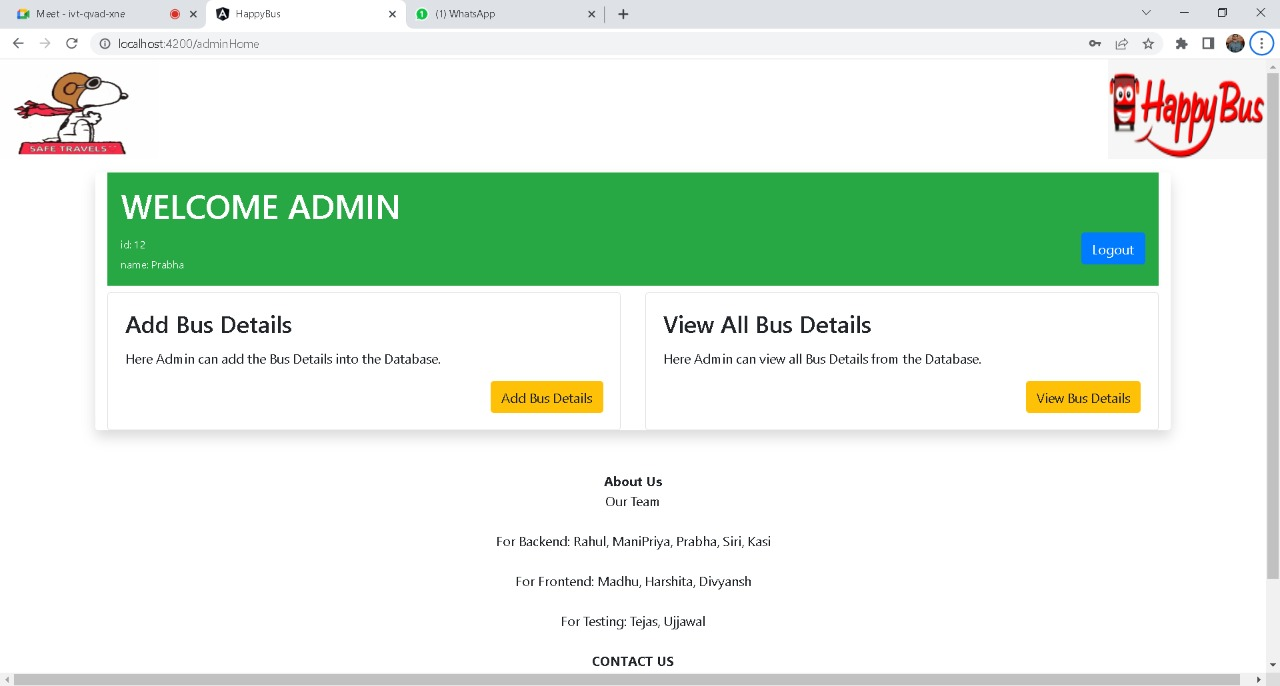 Meet - ivt-qvad-xne
HappyBus
(1) WhatsApp
localhost:4200/adminHome
SAFE TRAVELS
HappyBus
WELCOME ADMIN
id: 12
name: Prabha
Logout
Add Bus Details
Here Admin can add the Bus Details into the Database.
Add Bus Details
View All Bus Details
Here Admin can view all Bus Details from the Database.
View Bus Details
About Us
Our Team
For Backend: Rahul, ManiPriya, Prabha, Siri, Kasi
For Frontend: Madhu, Harshita, Divyansh
For Testing: Tejas, Ujjawal
CONTACT US